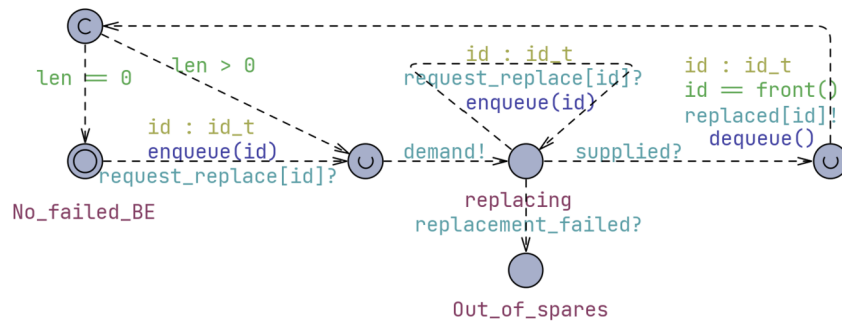 C
len == 0
len > 0
id : id_t
enqueue(id)
request_replace[id]?
No_failed_BE
demand!
id : id_t
request_replace[id]?
enqueue(id)
supplied?
id : id_t
id == front()
replaced[id]!
dequeue()
replacing
replacement_failed?
Out_of_spares